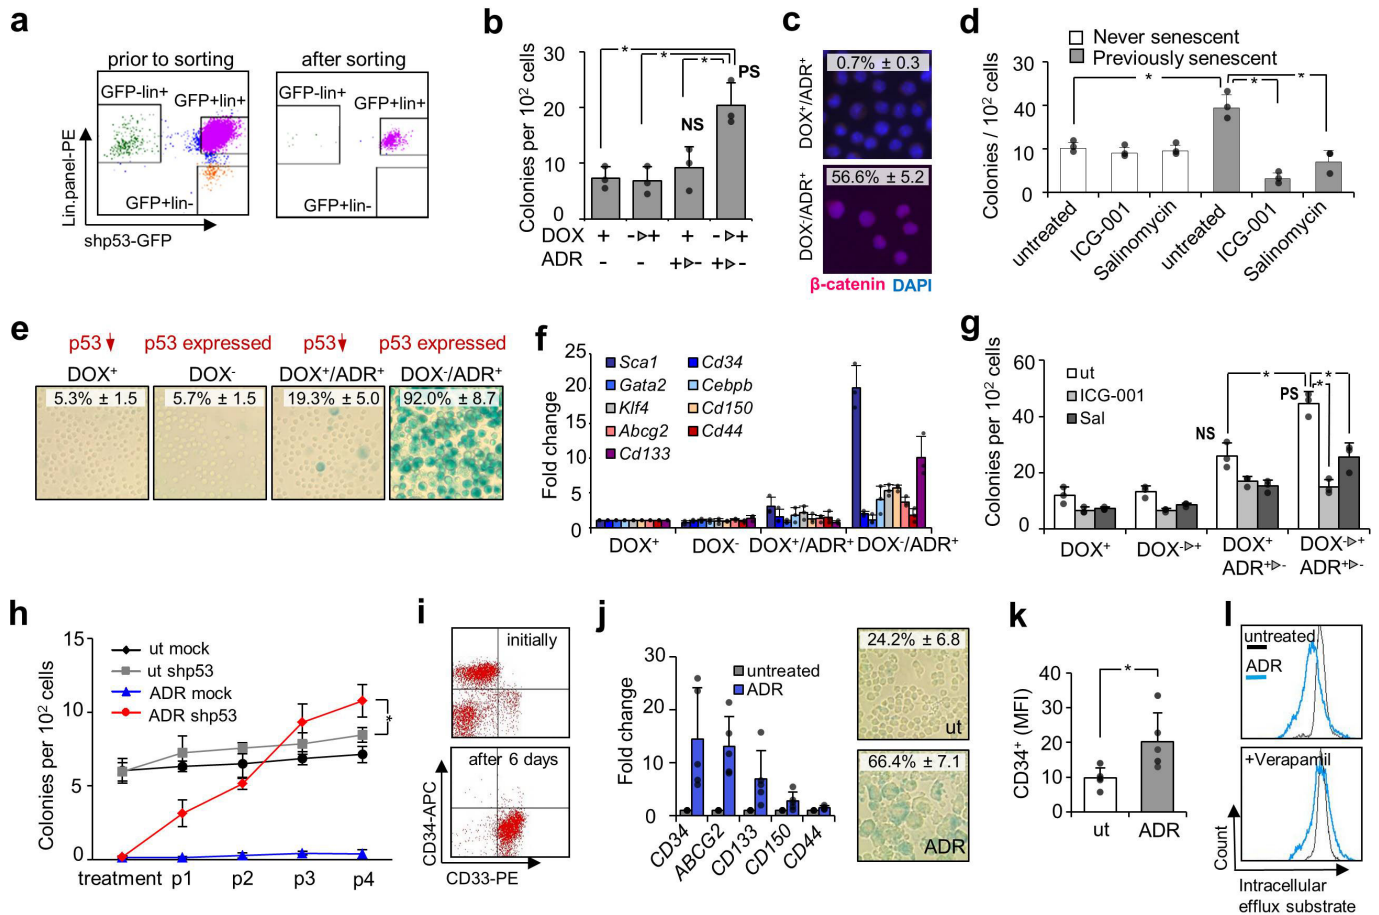 a
prior to sorting
after sorting
GFP-lin+
GFP+lin+
GFP+lin-
GFP-lin+
GFP+lin+
GFP+lin-
Lin.panel-PE
shp53-GFP
b
Colonies per 10² cells
30
20
10
0
*
*
*
NS
PS
DOX + -▷+ + -▷+
ADR - - +▷- +▷-
c
0.7% ± 0.3
DOX⁺/ADR⁺
56.6% ± 5.2
DOX⁻/ADR⁺
β-catenin DAPI
d
Never senescent
Previously senescent
Colonies / 10² cells
30
40
10
0
*
*
*
untreated
ICG-001
Salinomycin
untreated
ICG-001
Salinomycin
e
p53↓
p53 expressed
p53↓
p53 expressed
DOX⁺
DOX⁻
DOX⁺/ADR⁺
DOX⁻/ADR⁺
5.3% ± 1.5
5.7% ± 1.5
19.3% ± 5.0
92.0% ± 8.7
f
Fold change
25
20
15
10
5
0
Sca1
Gata2
Klf4
Abcg2
Cd133
Cd34
Cebpb
Cd150
Cd44
DOX⁺
DOX⁻
DOX⁺/ADR⁺
DOX⁻/ADR⁺
g
Colonies per 10² cells
60
40
20
0
ut
ICG-001
Sal
NS
PS
*
*
*
DOX⁺
DOX⁻▷⁺
DOX⁺
ADR⁺▷⁻
DOX⁻▷⁺
ADR⁺▷⁻
h
Colonies per 10² cells
15
10
5
0
ut mock
ut shp53
ADR mock
ADR shp53
*
treatment
p1
p2
p3
p4
i
initially
after 6 days
CD34-APC
CD33-PE
j
Fold change
30
20
10
0
untreated
ADR
CD34
ABCG2
CD133
CD150
CD44
24.2% ± 6.8
ut
66.4% ± 7.1
ADR
k
CD34⁺ (MFI)
40
30
20
10
0
*
ut
ADR
l
untreated
ADR
+Verapamil
Count
Intracellular
efflux substrate